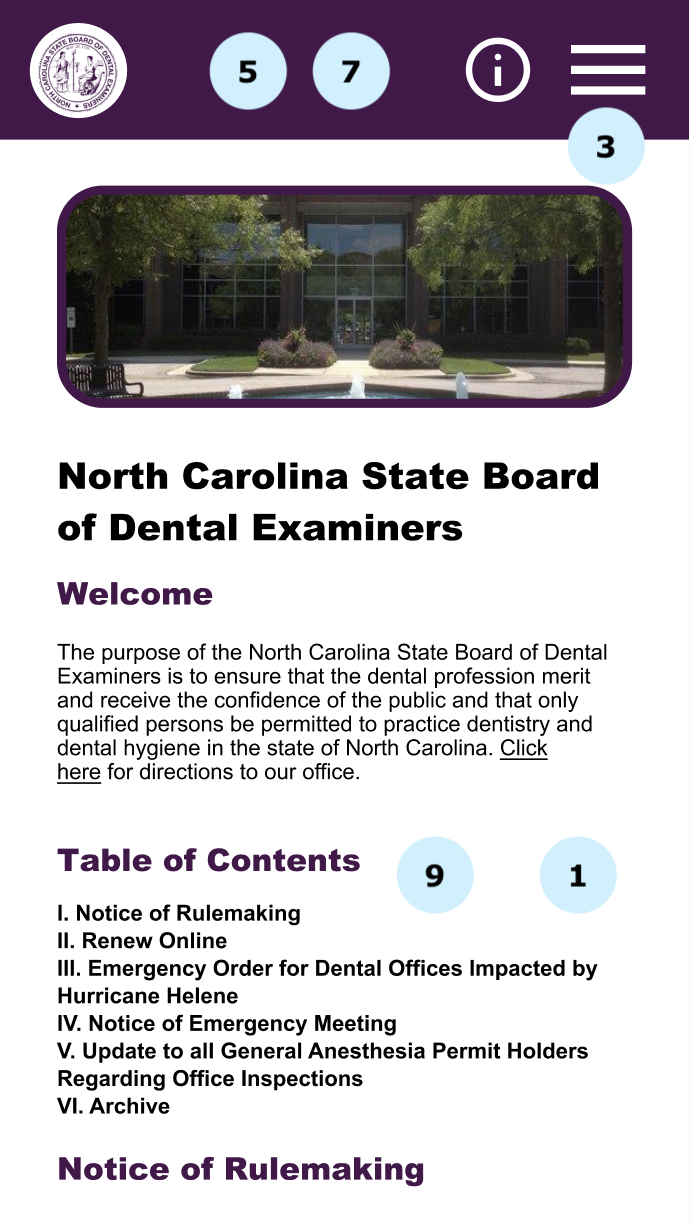 NORTH CAROLINA STATE BOARD OF DENTAL EXAMINERS
5 7
3
North Carolina State Board
of Dental Examiners
Welcome
The purpose of the North Carolina State Board of Dental
Examiners is to ensure that the dental profession merit
and receive the confidence of the public and that only
qualified persons be permitted to practice dentistry and
dental hygiene in the state of North Carolina. Click
here for directions to our office.
Table of Contents
9 1
I. Notice of Rulemaking
II. Renew Online
III. Emergency Order for Dental Offices Impacted by
Hurricane Helene
IV. Notice of Emergency Meeting
V. Update to all General Anesthesia Permit Holders
Regarding Office Inspections
VI. Archive
Notice of Rulemaking